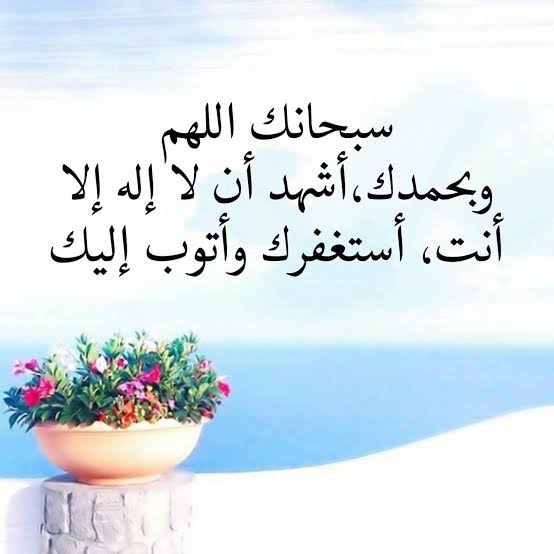 سبحانك اللهم
وبحمدك،أشهد أن لا إله إلا
أنت، أستغفرك وأتوب إليك